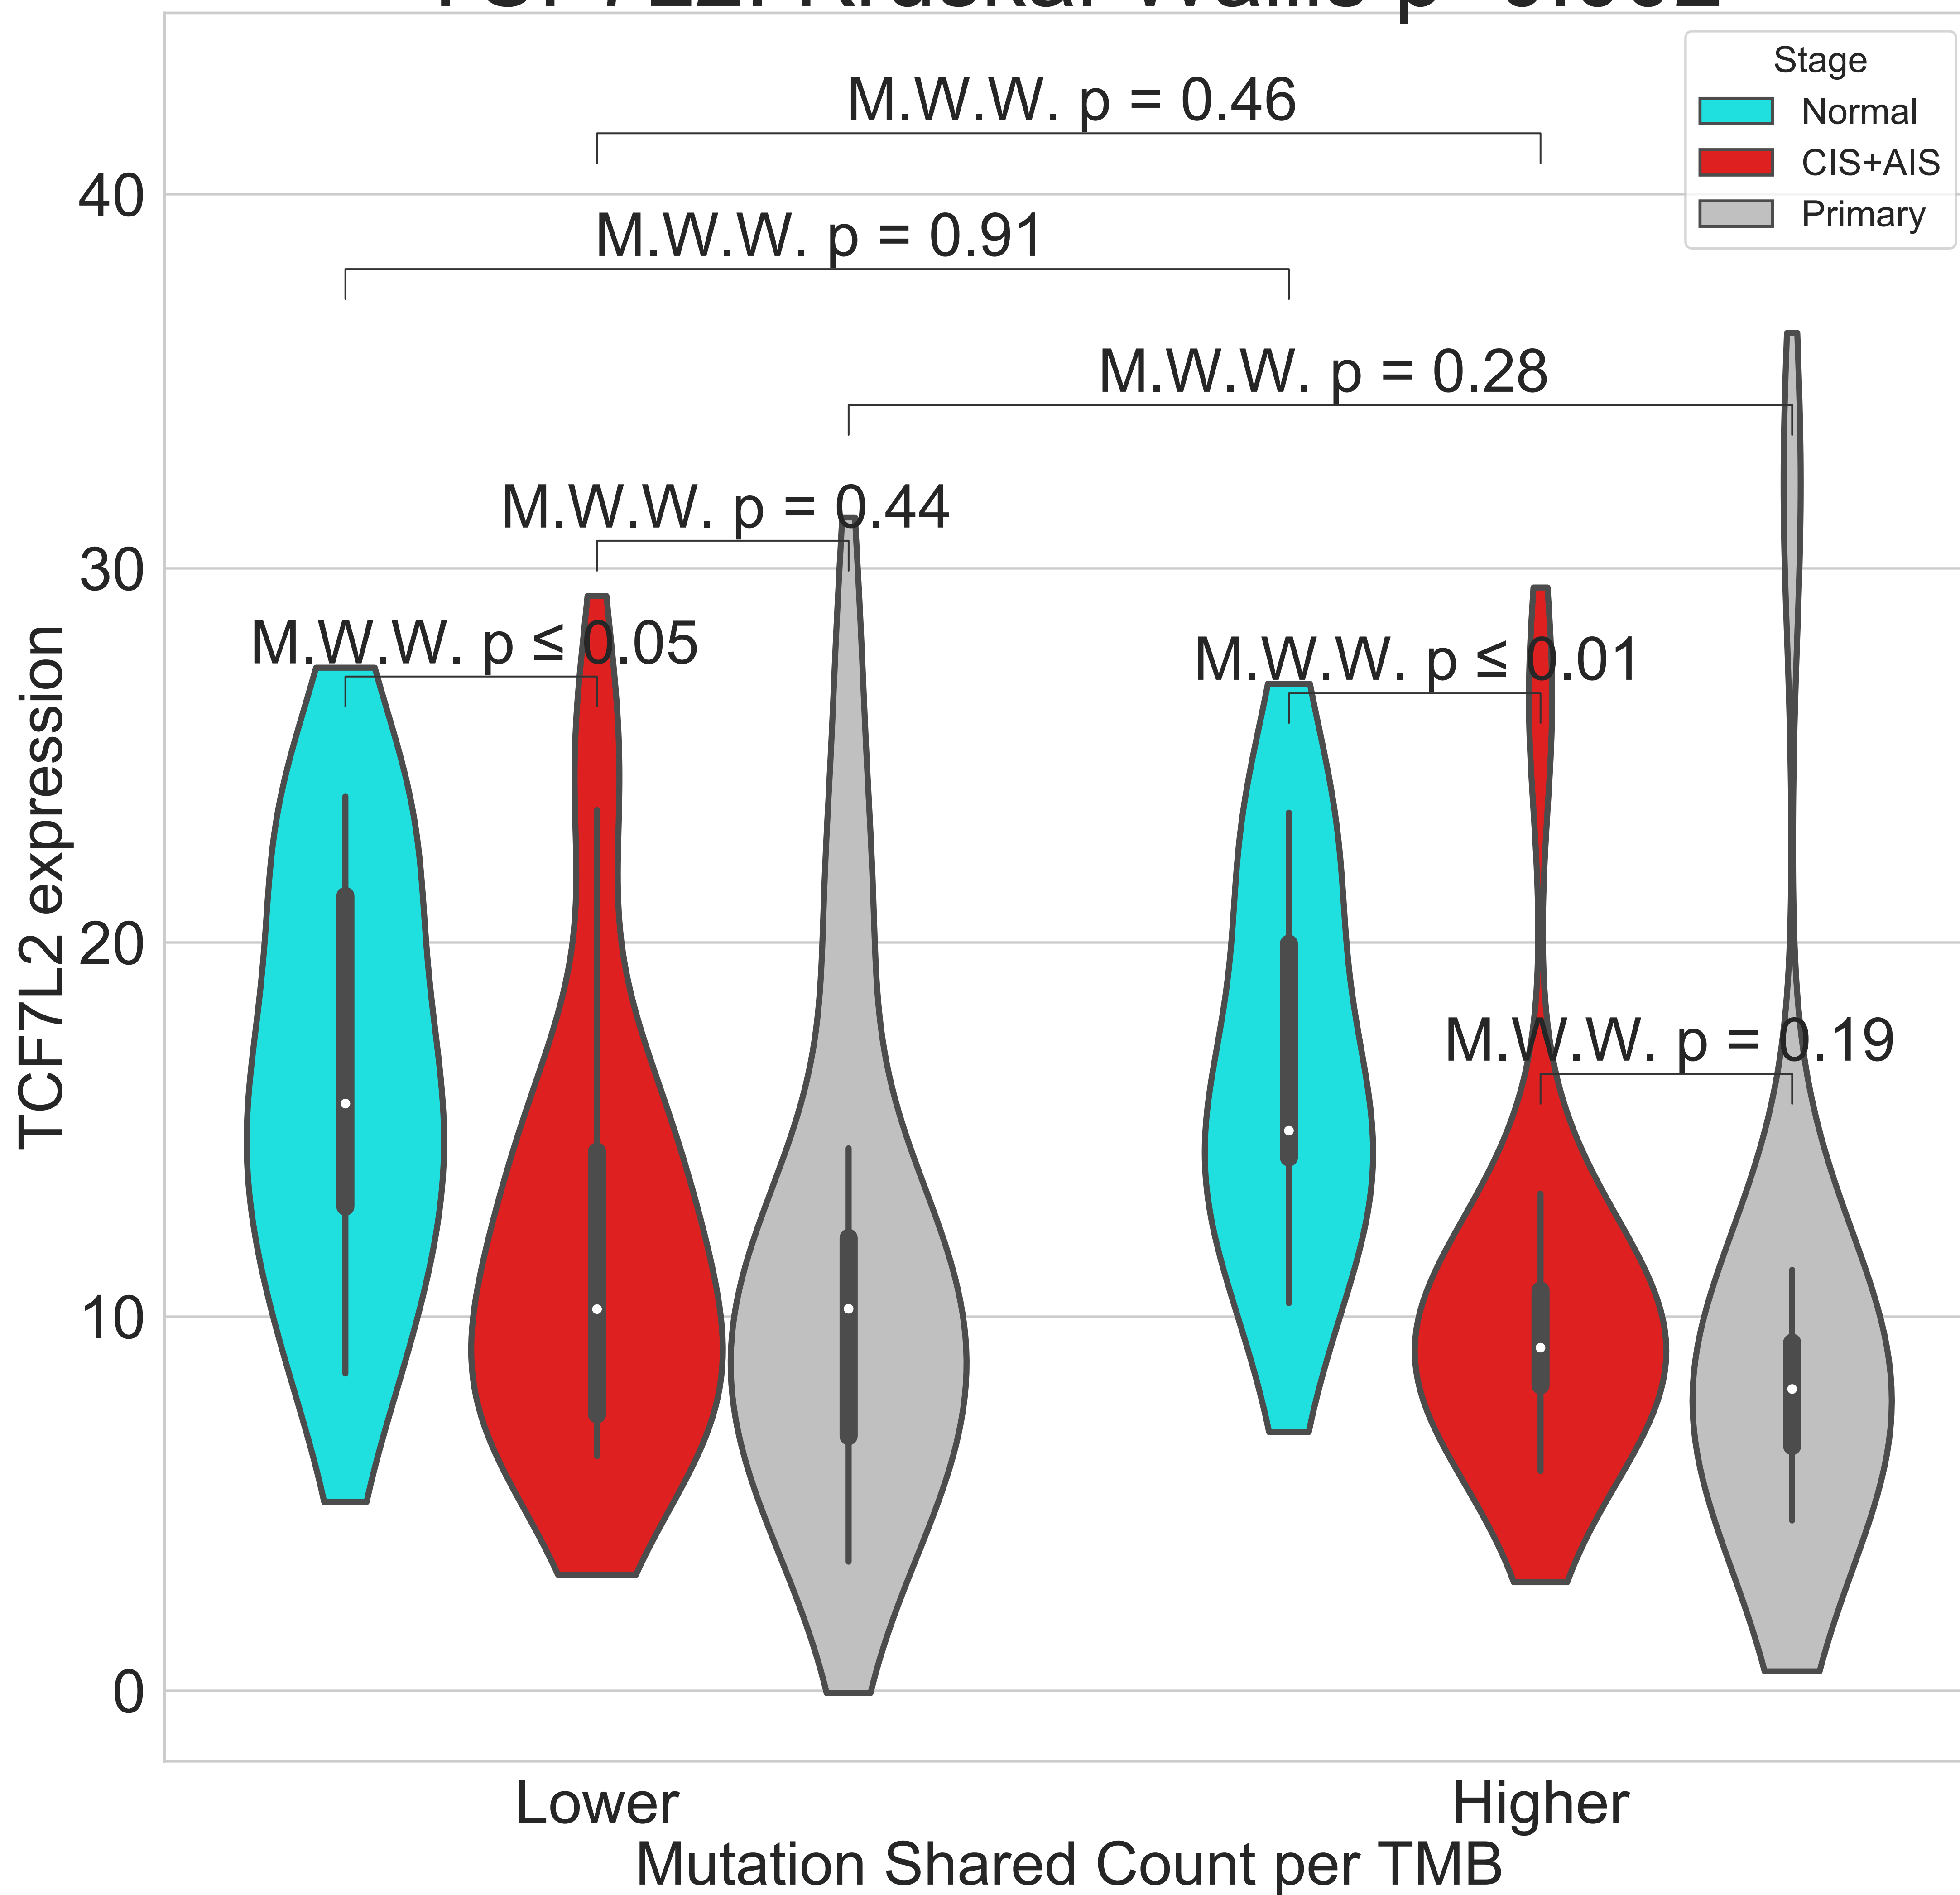 Stage
Normal
CIS+AIS
Primary
M.W.W. p = 0.46
M.W.W. p = 0.91
M.W.W. p = 0.28
M.W.W. p = 0.44
M.W.W. p ≤ 0.05
M.W.W. p ≤ 0.01
M.W.W. p = 0.19
TCF7L2 expression
40
30
20
10
0
Lower
Higher
Mutation Shared Count per TMB